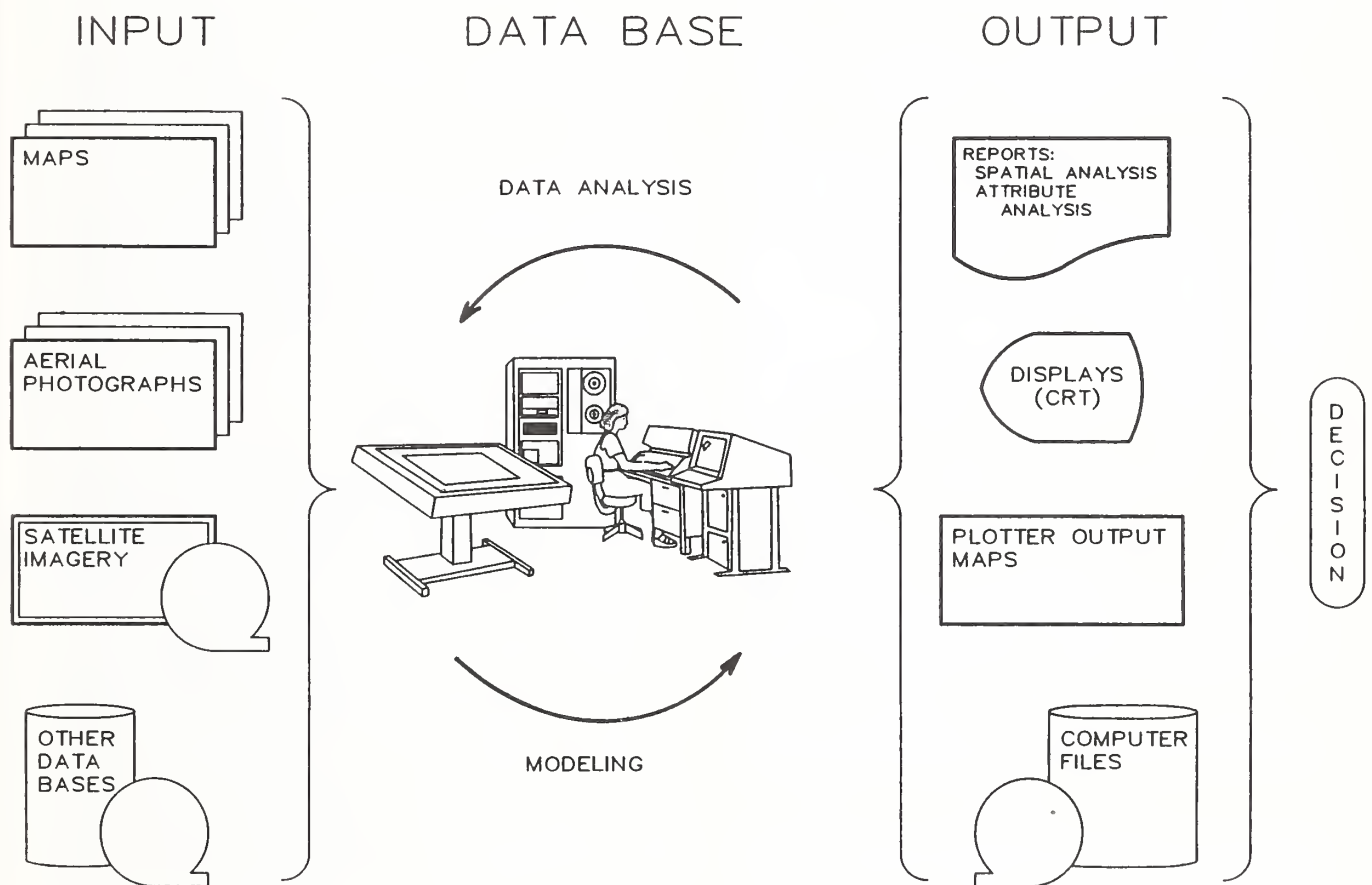 INPUT
DATA BASE
OUTPUT
MAPS
AERIAL
PHOTOGRAPHS
SATELLITE
IMAGERY
OTHER
DATA
BASES
DATA ANALYSIS
MODELING
REPORTS:
SPATIAL ANALYSIS
ATTRIBUTE
ANALYSIS
DISPLAYS
(CRT)
PLOTTER OUTPUT
MAPS
COMPUTER
FILES
DECISION